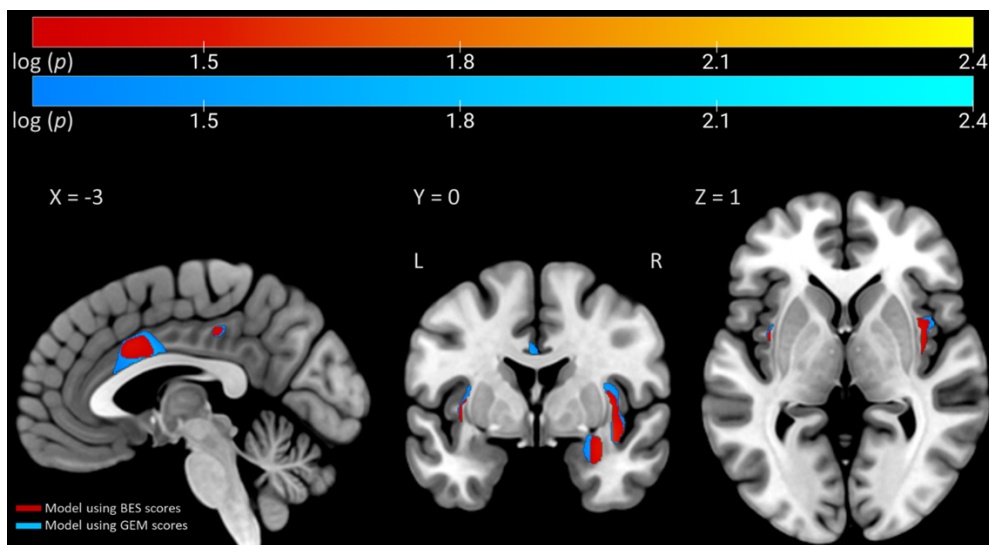 log (p) 1.5 1.8 2.1 2.4
log (p) 1.5 1.8 2.1 2.4
X = -3 Y = 0 Z = 1
L R
Model using BES scores
Model using GEM scores